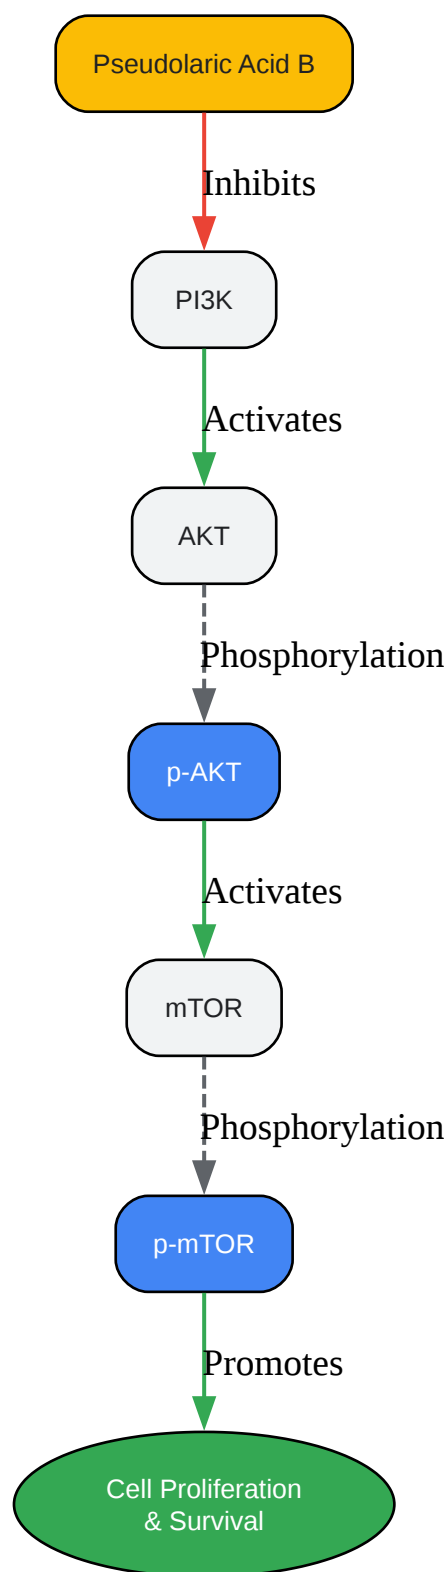 Pseudolaric Acid B
Inhibits
PI3K
Activates
AKT
Phosphorylation
p-AKT
Activates
mTOR
Phosphorylation
p-mTOR
Promotes
Cell Proliferation
& Survival